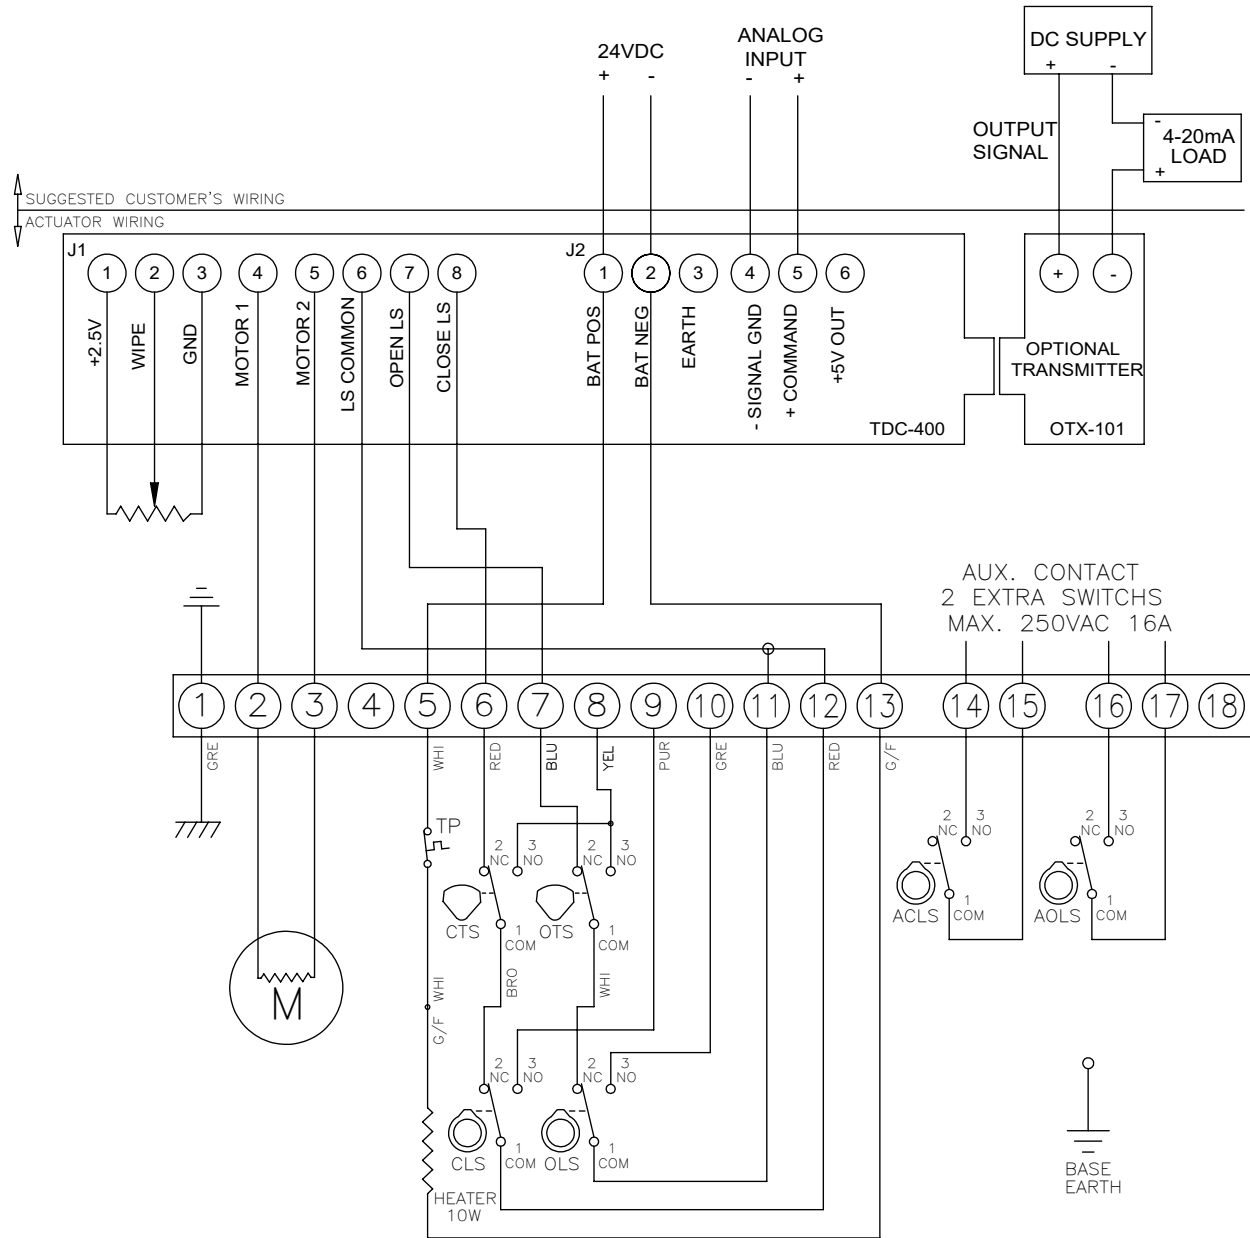 24VDC
+ -
ANALOG
INPUT
- +
DC SUPPLY
+ -
OUTPUT
SIGNAL
-
4-20mA
LOAD
+
SUGGESTED CUSTOMER'S WIRING
ACTUATOR WIRING
J1
1 2 3 4 5 6 7 8
J2
1 2 3 4 5 6
+ -
+2.5V
WIPE
GND
MOTOR 1
MOTOR 2
LS COMMON
OPEN LS
CLOSE LS
BAT POS
BAT NEG
EARTH
- SIGNAL GND
+ COMMAND
+5V OUT
OPTIONAL
TRANSMITTER
TDC-400
OTX-101
AUX. CONTACT
2 EXTRA SWITCHS
MAX. 250VAC 16A
1 2 3 4 5 6 7 8 9 10 11 12 13 14 15 16 17 18
GRE
WHI
RED
BLU
YEL
PUR
GRE
BLU
RED
G/F
TP
2
NC
3
NO
2
NC
3
NO
2
NC
3
NO
2
NC
3
NO
CTS
1
COM
OTS
1
COM
ACLS
1
COM
AOLS
1
COM
M
WHI
G/F
BRO
WHI
2
NC
3
NO
2
NC
3
NO
CLS
1
COM
OLS
1
COM
HEATER
10W
BASE
EARTH